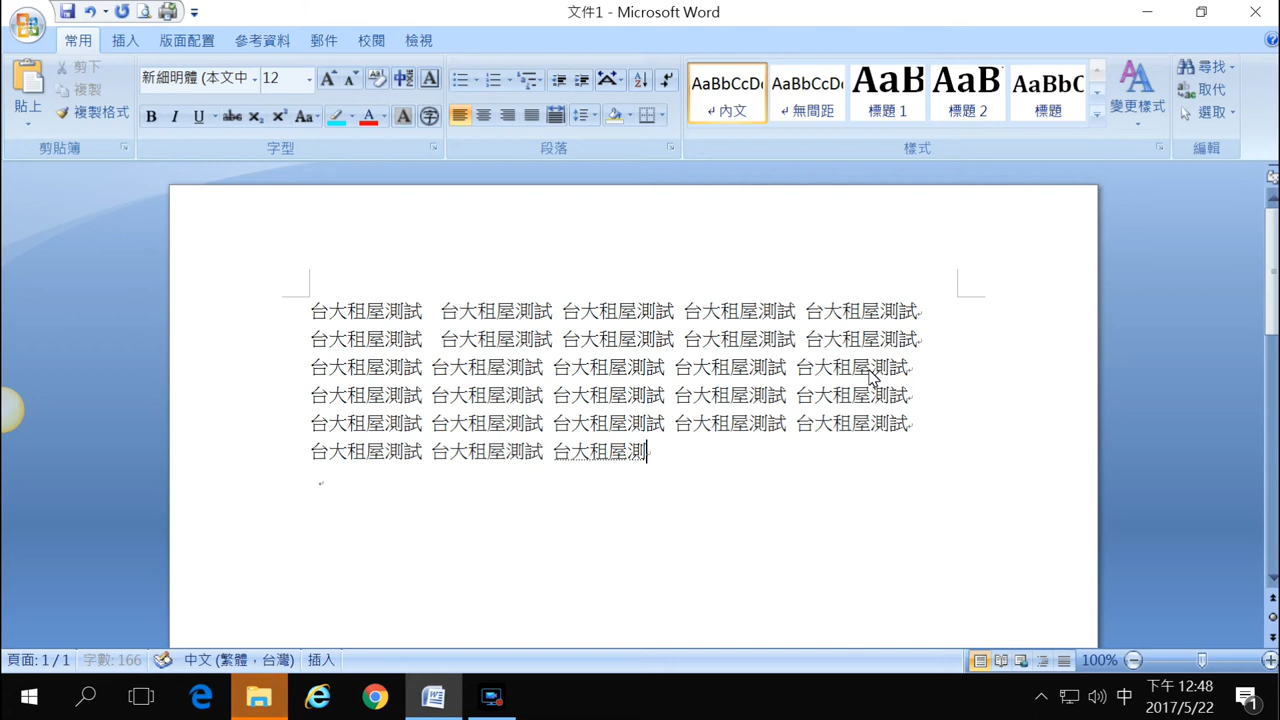 文件1 - Microsoft Word
常用 插入 版面配置 參考資料 郵件 校閱 檢視
貼上 剪下 複製 複製格式 剪貼簿
新細明體 (本文中 12
B I U abc X₂ X² Aa A A
字型
段落
AaBbCcDc AaBbCcDc AaB AaB AaBbC
內文 無間距 標題 1 標題 2 標題
變更樣式
樣式
尋找 取代 選取
編輯
台大租屋測試 台大租屋測試 台大租屋測試 台大租屋測試 台大租屋測試
台大租屋測試 台大租屋測試 台大租屋測試 台大租屋測試 台大租屋測試
台大租屋測試 台大租屋測試 台大租屋測試 台大租屋測試 台大租屋測試
台大租屋測試 台大租屋測試 台大租屋測試 台大租屋測試 台大租屋測試
台大租屋測試 台大租屋測試 台大租屋測試 台大租屋測試 台大租屋測試
台大租屋測試 台大租屋測試 台大租屋測
頁面: 1 / 1 字數: 166 中文 (繁體，台灣) 插入 100%
中 下午 12:48
2017/5/22 1